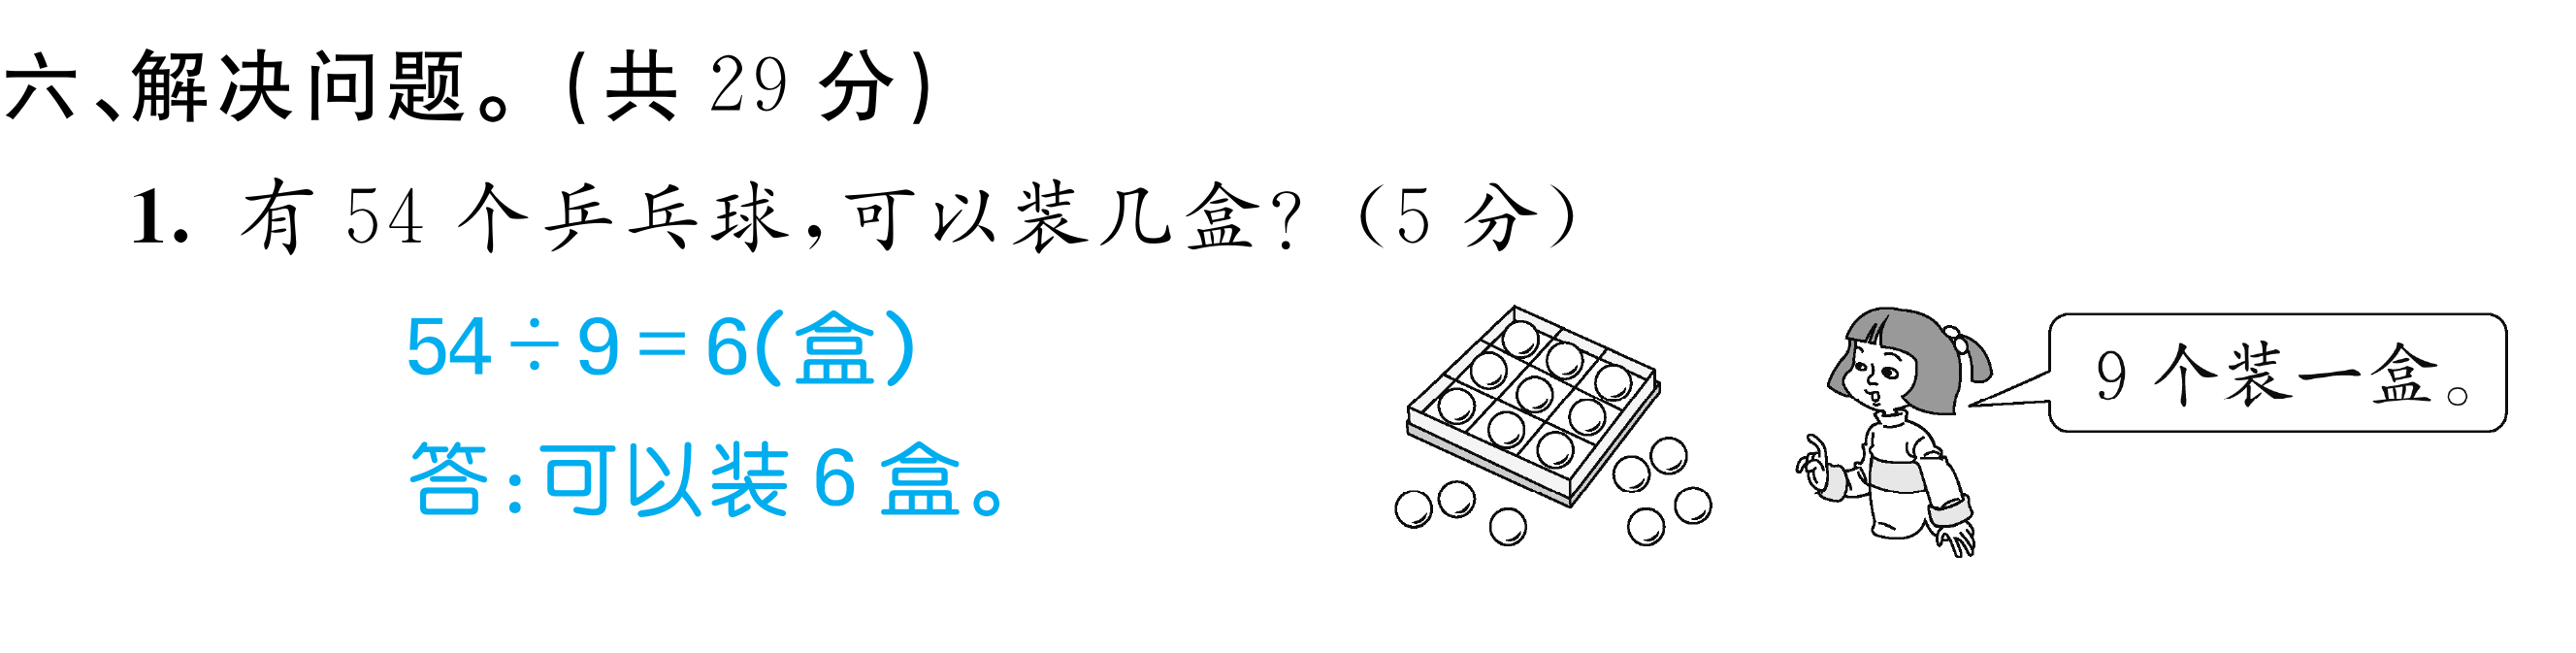 六、解决问题。(共 29 分)
1. 有 54 个乒乓球,可以装几盒?(5 分)
54÷9=6(盒)
9 个装一盒。
答:可以装 6 盒。